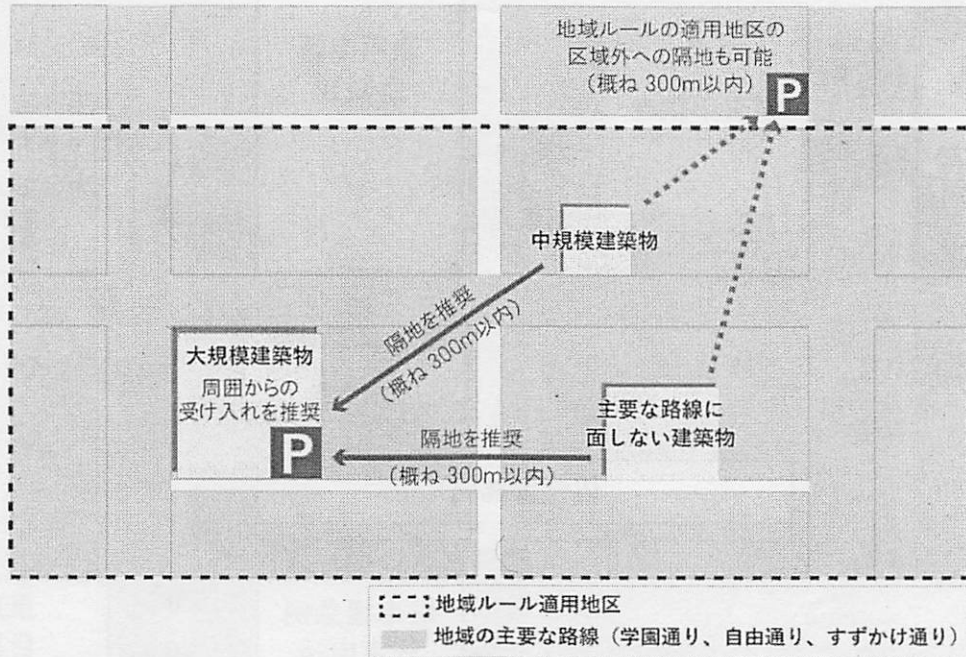 地域ルールの適用地区の
区域外への隔地も可能
（概ね 300m以内）
P
中規模建築物
隔地を推奨
（概ね 300m以内）
大規模建築物
周囲からの
受け入れを推奨
P
隔地を推奨
（概ね 300m以内）
主要な路線に
面しない建築物
地域ルール適用地区
地域の主要な路線（学園通り、自由通り、すずかけ通り）